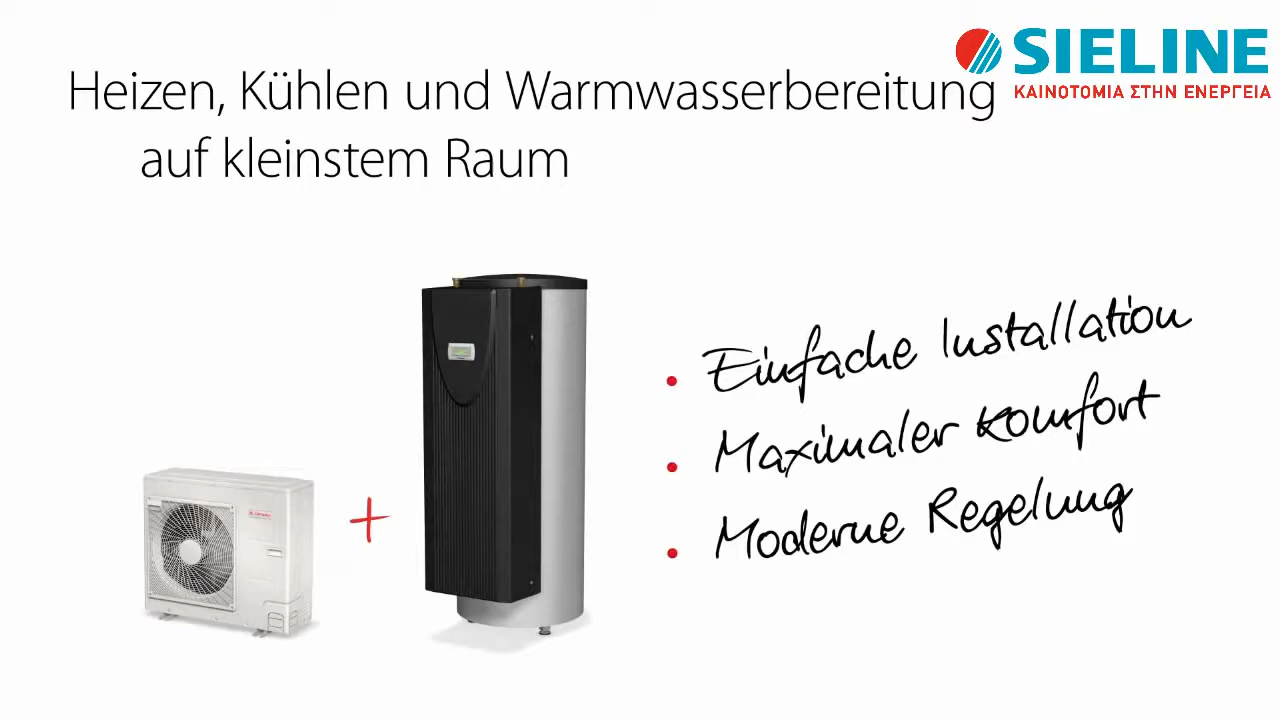 Heizen, Kühlen und Warmwasserbereitung
auf kleinstem Raum
SIELINE
ΚΑΙΝΟΤΟΜΙΑ ΣΤΗΝ ΕΝΕΡΓΕΙΑ
• Einfache Installation
• Maximaler Komfort
• Moderne Regelung
+